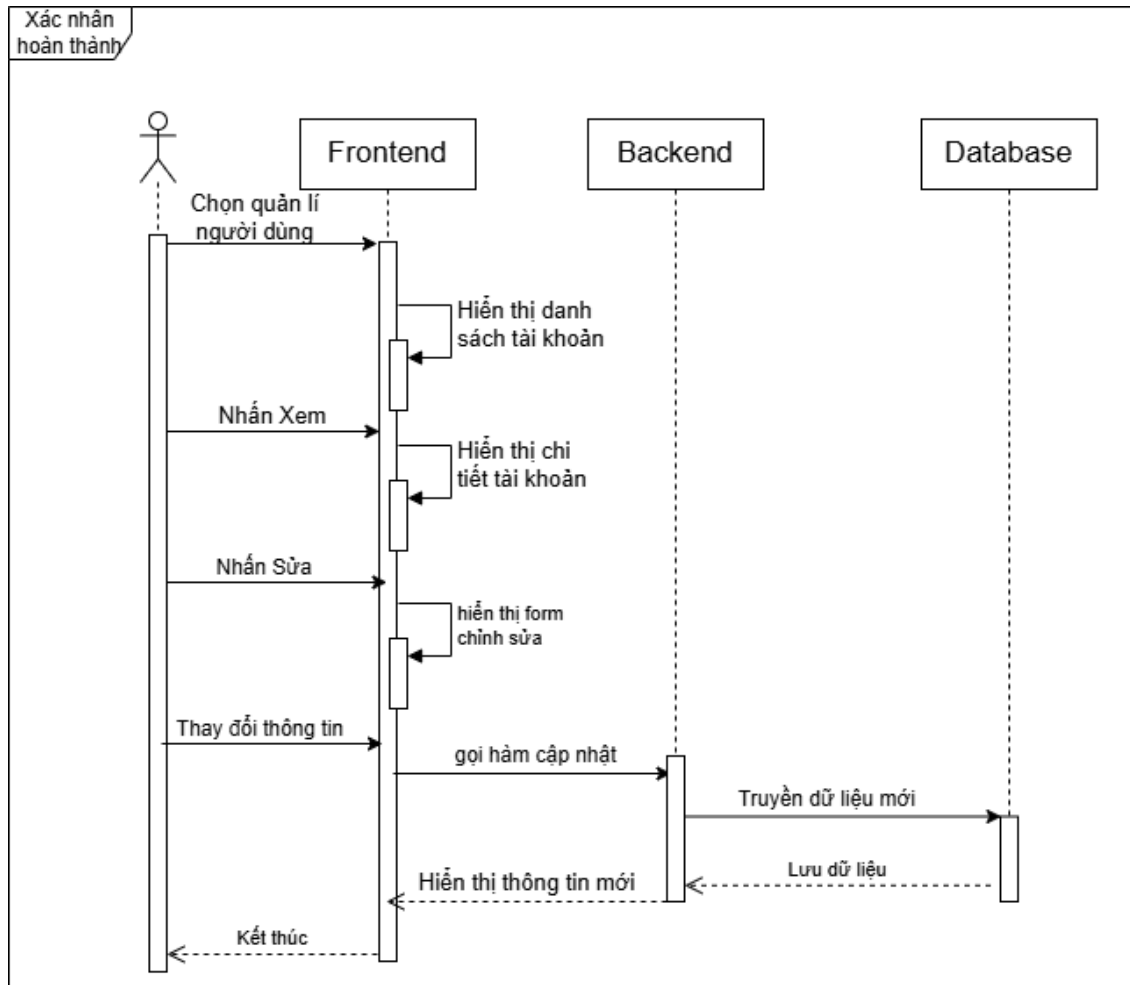 Xác nhân
hoàn thành
Frontend
Backend
Database
Chọn quản lí
người dùng
Hiển thị danh
sách tài khoản
Nhấn Xem
Hiển thị chi
tiết tài khoản
Nhấn Sửa
hiển thị form
chỉnh sửa
Thay đổi thông tin
gọi hàm cập nhật
Truyền dữ liệu mới
Lưu dữ liệu
Hiển thị thông tin mới
Kết thúc